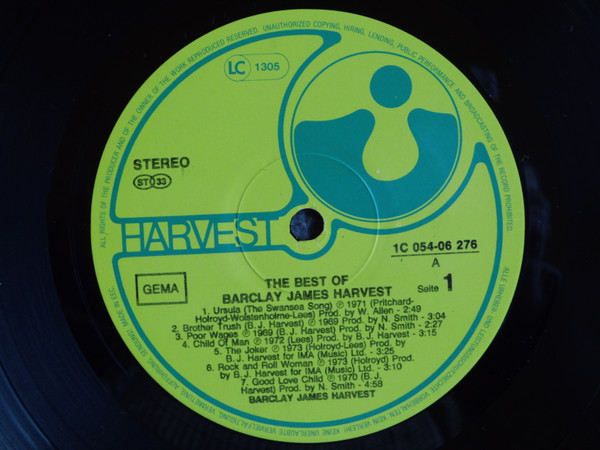 ALL RIGHTS OF THE PRODUCER AND OF THE OWNER OF THE WORK REPRODUCED RESERVED. UNAUTHORIZED COPYING, HIRING, LENDING, PUBLIC PERFORMANCE AND BROADCASTING OF THE RECORD PROHIBITED.
LC 1305
STEREO
ST 33
HARVEST
1C 054-06 276
A
GEMA
Seite 1
THE BEST OF
BARCLAY JAMES HARVEST
1. Ursula (The Swansea Song) ℗ 1971 (Pritchard-
Holroyd-Wolstenholme-Lees) Prod. by W. Allen - 2:49
2. Brother Thrush (B. J. Harvest) ℗ 1969 Prod. by N. Smith - 3:04
3. Poor Wages ℗ 1969 (B. J. Harvest) Prod. by B. J. Harvest
4. Child Of Man ℗ 1972 (Lees) Prod. by B. J. Harvest - 3:15
5. The Joker ℗ 1973 (Holroyd-Lees) Prod. by
B. J. Harvest for IMA (Music) Ltd. - 3:25
6. Rock and Roll Woman ℗ 1973 (Holroyd) Prod.
by B. J. Harvest for IMA (Music) Ltd. - 3:10
7. Good Love Child ℗ 1970 (B. J.
Harvest) Prod. by N. Smith - 4:58
BARCLAY JAMES HARVEST